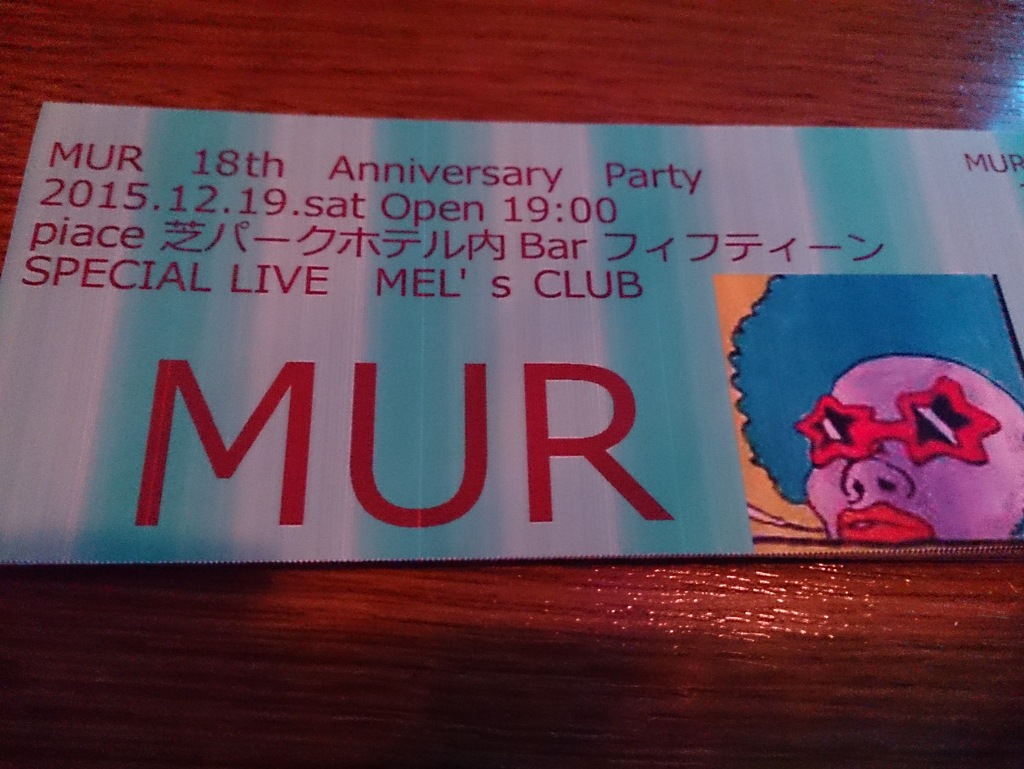 MUR 18th Anniversary Party
2015.12.19.sat Open 19:00
piace 芝パークホテル内 Bar フィフティーン
SPECIAL LIVE MEL' s CLUB
MUR
MUR